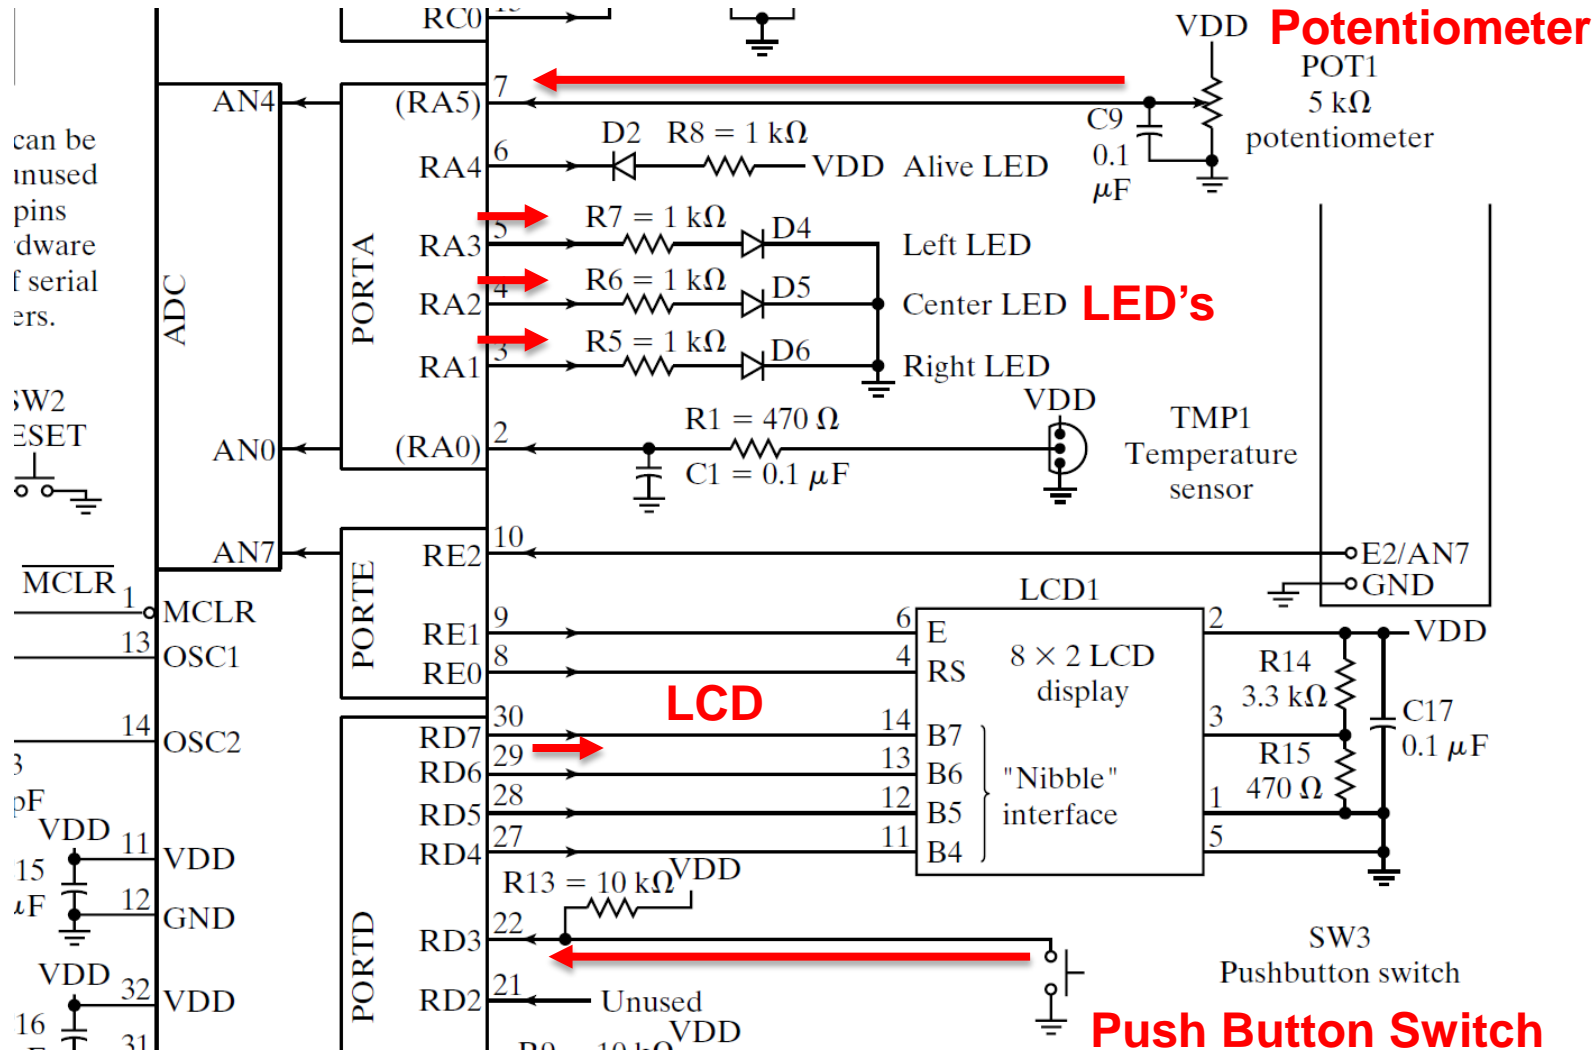 RC0
VDD Potentiometer
POT1
5 kΩ
potentiometer
AN4
(RA5) 7
C9
0.1
μF
can be
unused
pins
f serial
ers.
D2 R8 = 1 kΩ
RA4 6
VDD Alive LED
R7 = 1 kΩ D4
RA3 5
Left LED
R6 = 1 kΩ D5
RA2 4
Center LED LED's
R5 = 1 kΩ D6
RA1 3
Right LED
ADC
PORTA
SW2
RESET
VDD
R1 = 470 Ω
TMP1
Temperature
sensor
AN0
(RA0) 2
C1 = 0.1 μF
AN7
RE2 10
E2/AN7
GND
MCLR 1
MCLR
13
OSC1
14
OSC2
PORTE
RE1 9
RE0 8
LCD1
8 × 2 LCD
display
6 E
4 RS
2
VDD
R14
3.3 kΩ
LCD
RD7 30
14 B7
3
C17
0.1 μF
RD6 29
13 B6
"Nibble"
interface
R15
470 Ω
RD5 28
12 B5
1
RD4 27
11 B4
5
pF
VDD 11 VDD
15
μF
12 GND
R13 = 10 kΩ VDD
PORTD
RD3 22
SW3
Pushbutton switch
VDD 32 VDD
16
31
RD2 21
Unused
VDD
Push Button Switch